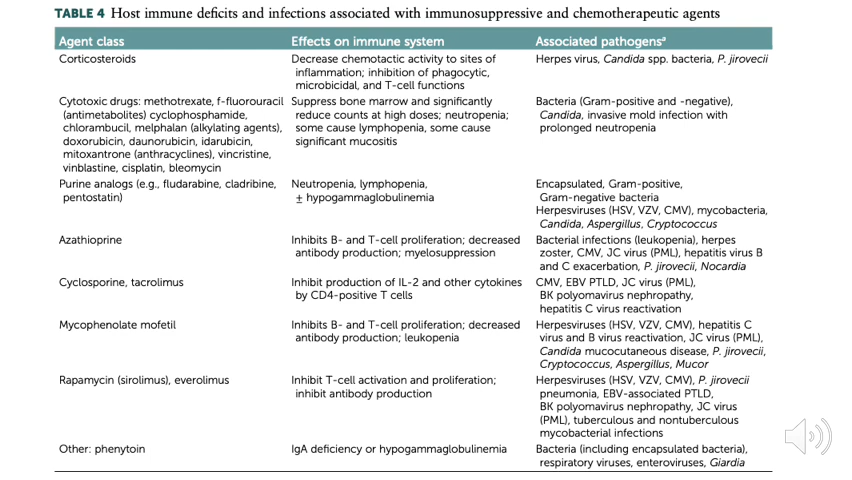 TABLE 4 Host immune deficits and infections associated with immunosuppressive and chemotherapeutic agents
Agent class Effects on immune system Associated pathogensᵃ
Corticosteroids
Decrease chemotactic activity to sites of
inflammation; inhibition of phagocytic,
microbicidal, and T-cell functions
Herpes virus, Candida spp. bacteria, P. jirovecii
Cytotoxic drugs: methotrexate, f-fluorouracil
(antimetabolites) cyclophosphamide,
chlorambucil, melphalan (alkylating agents),
doxorubicin, daunorubicin, idarubicin,
mitoxantrone (anthracyclines), vincristine,
vinblastine, cisplatin, bleomycin
Suppress bone marrow and significantly
reduce counts at high doses; neutropenia;
some cause lymphopenia, some cause
significant mucositis
Bacteria (Gram-positive and -negative),
Candida, invasive mold infection with
prolonged neutropenia
Purine analogs (e.g., fludarabine, cladribine,
pentostatin)
Neutropenia, lymphopenia,
± hypogammaglobulinemia
Encapsulated, Gram-positive,
Gram-negative bacteria
Herpesviruses (HSV, VZV, CMV), mycobacteria,
Candida, Aspergillus, Cryptococcus
Azathioprine
Inhibits B- and T-cell proliferation; decreased
antibody production; myelosuppression
Bacterial infections (leukopenia), herpes
zoster, CMV, JC virus (PML), hepatitis virus B
and C exacerbation, P. jirovecii, Nocardia
Cyclosporine, tacrolimus
Inhibit production of IL-2 and other cytokines
by CD4-positive T cells
CMV, EBV PTLD, JC virus (PML),
BK polyomavirus nephropathy,
hepatitis C virus reactivation
Mycophenolate mofetil
Inhibits B- and T-cell proliferation; decreased
antibody production; leukopenia
Herpesviruses (HSV, VZV, CMV), hepatitis C
virus and B virus reactivation, JC virus (PML),
Candida mucocutaneous disease, P. jirovecii,
Cryptococcus, Aspergillus, Mucor
Rapamycin (sirolimus), everolimus
Inhibit T-cell activation and proliferation;
inhibit antibody production
Herpesviruses (HSV, VZV, CMV), P. jirovecii
pneumonia, EBV-associated PTLD,
BK polyomavirus nephropathy, JC virus
(PML), tuberculous and nontuberculous
mycobacterial infections
Other: phenytoin
IgA deficiency or hypogammaglobulinemia
Bacteria (including encapsulated bacteria),
respiratory viruses, enteroviruses, Giardia